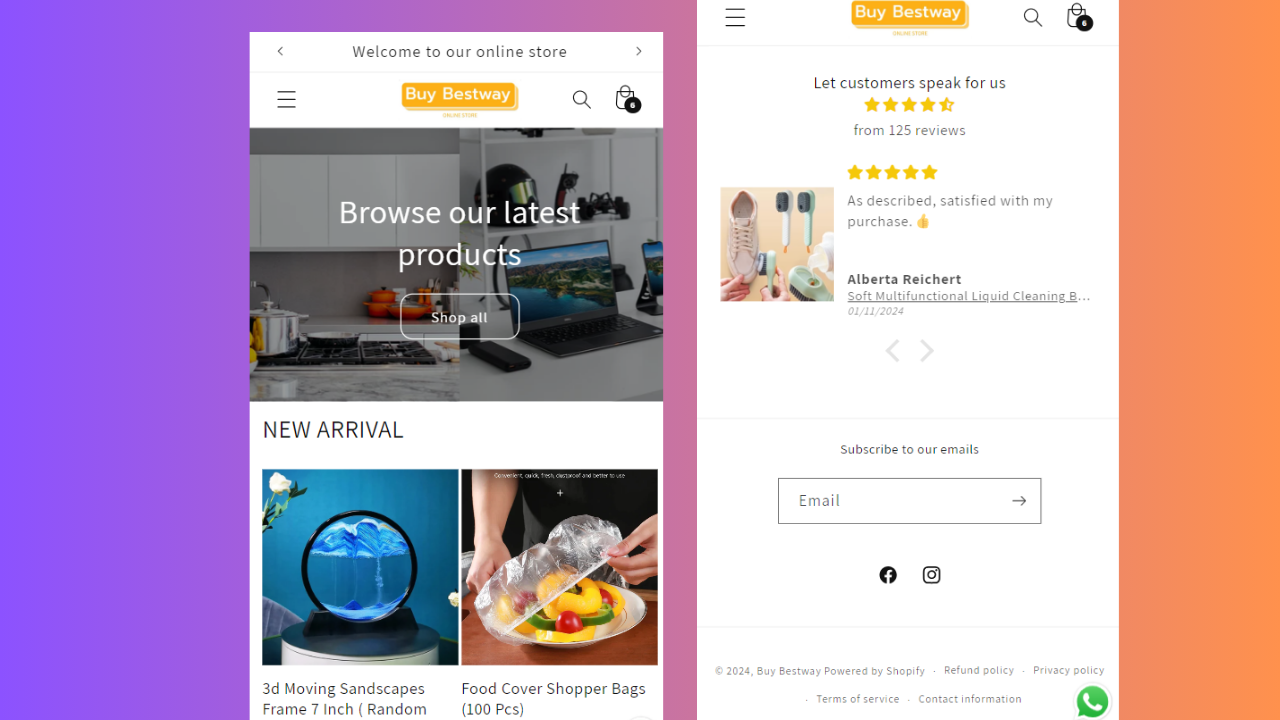 Welcome to our online store
Buy Bestway
ONLINE STORE
6
Browse our latest
products
Shop all
NEW ARRIVAL
Convenient, quick, fresh, dustproof and better to use
3d Moving Sandscapes
Frame 7 Inch ( Random
Food Cover Shopper Bags
(100 Pcs)
Buy Bestway
ONLINE STORE
6
Let customers speak for us
from 125 reviews
As described, satisfied with my
purchase. 👍
Alberta Reichert
Soft Multifunctional Liquid Cleaning B...
01/11/2024
Subscribe to our emails
Email
© 2024, Buy Bestway Powered by Shopify · Refund policy · Privacy policy
· Terms of service · Contact information